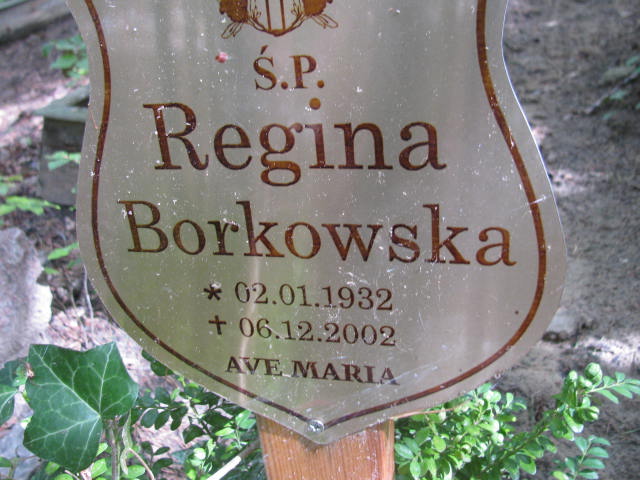 Ś.P.
Regina
Borkowska
* 02.01.1932
+ 06.12.2002
AVE MARIA